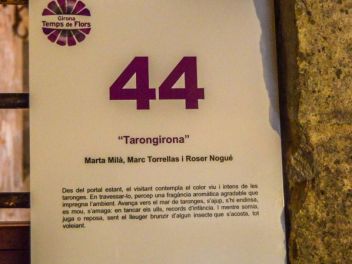 Girona
Temps de Flors
44
“Tarongirona”
Marta Milà, Marc Torrellas i Roser Nogué
Des del portal estant, el visitant contempla el color viu i intens de les
taronges. En travessar-lo, percep una fragància aromàtica agradable que
impregna l'ambient. Avança vers el mar de taronges, s'ajup, s'hi endinsa,
es mou, s'amaga: en tancar els ulls, records d'infància. I mentre somia,
juga o reposa, sent el lleuger brunzir d'algun insecte que s'acosta, tot
voleiant.